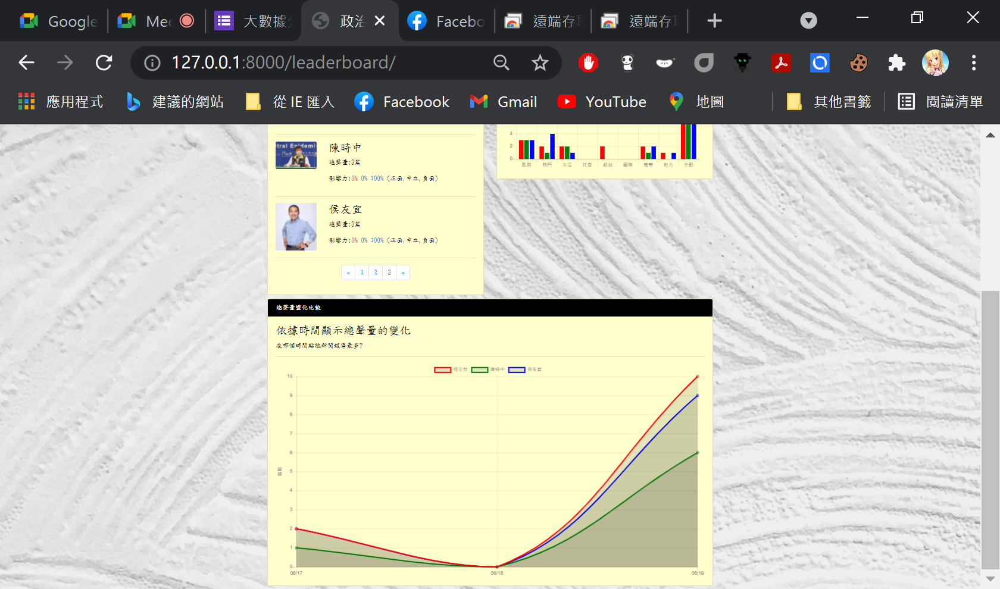 Google
Mee
大數據
政治
Facebo
遠端存
遠端存
127.0.0.1:8000/leaderboard/
應用程式
建議的網站
從 IE 匯入
Facebook
Gmail
YouTube
地圖
其他書籤
閱讀清單
陳時中
總聲量:3篇
影響力:0% 0% 100% (正面,中立,負面)
侯友宜
總聲量:3篇
影響力:0% 0% 100% (正面,中立,負面)
« 1 2 3 »
4
2
0
即時 熱門 生活 社會 政治 國際 萬奇 地方 全部
總聲量變化比較
依據時間顯示總聲量的變化
在哪個時間點被新聞報導最多?
柯文哲 陳時中 侯友宜
10
9
8
7
6
5
4
3
2
1
0
篇數
06/17 06/18 06/19